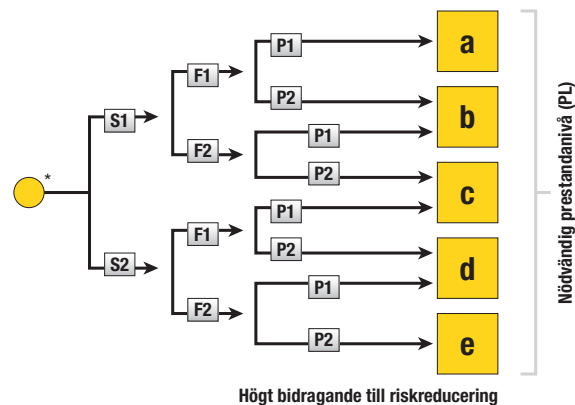 P1
a
F1
P2
b
S1
P1
F2
P2
c
*
P1
F1
P2
d
S2
P1
F2
P2
e
Nödvändig prestandanivå (PL)
Högt bidragande till riskreducering